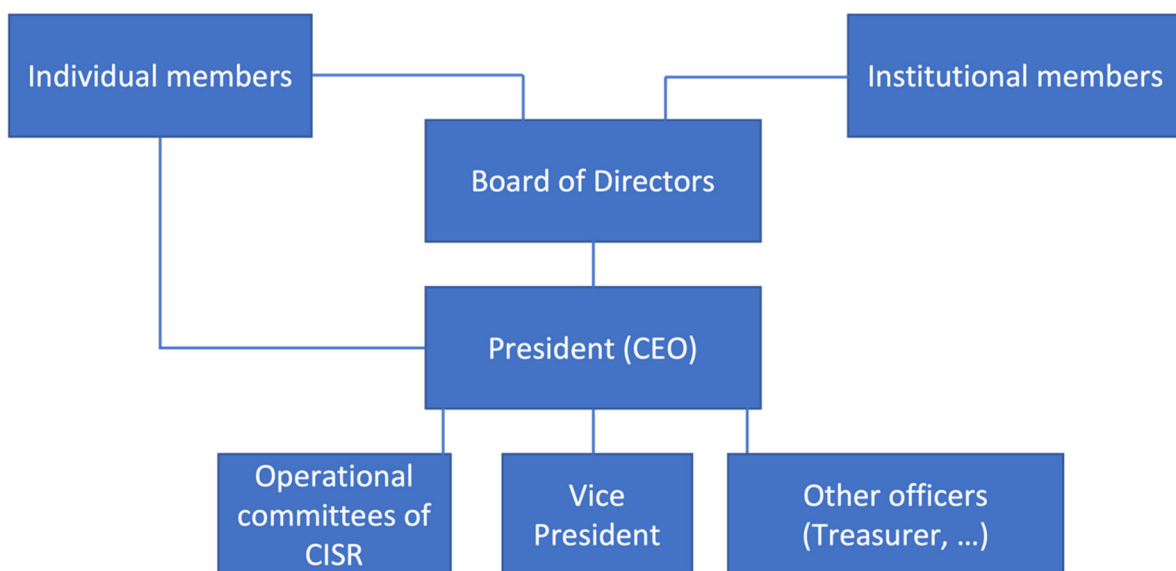 Individual members
Institutional members
Board of Directors
President (CEO)
Operational
committees of
CISR
Vice
President
Other officers
(Treasurer, …)